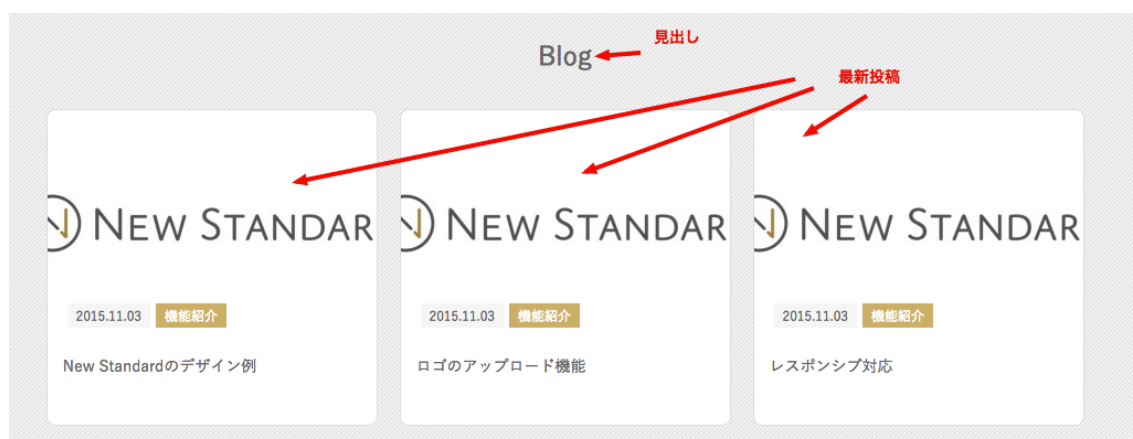 Blog
見出し
最新投稿
NEW STANDAR
NEW STANDAR
NEW STANDAR
2015.11.03 機能紹介
2015.11.03 機能紹介
2015.11.03 機能紹介
New Standardのデザイン例
ロゴのアップロード機能
レスポンシブ対応